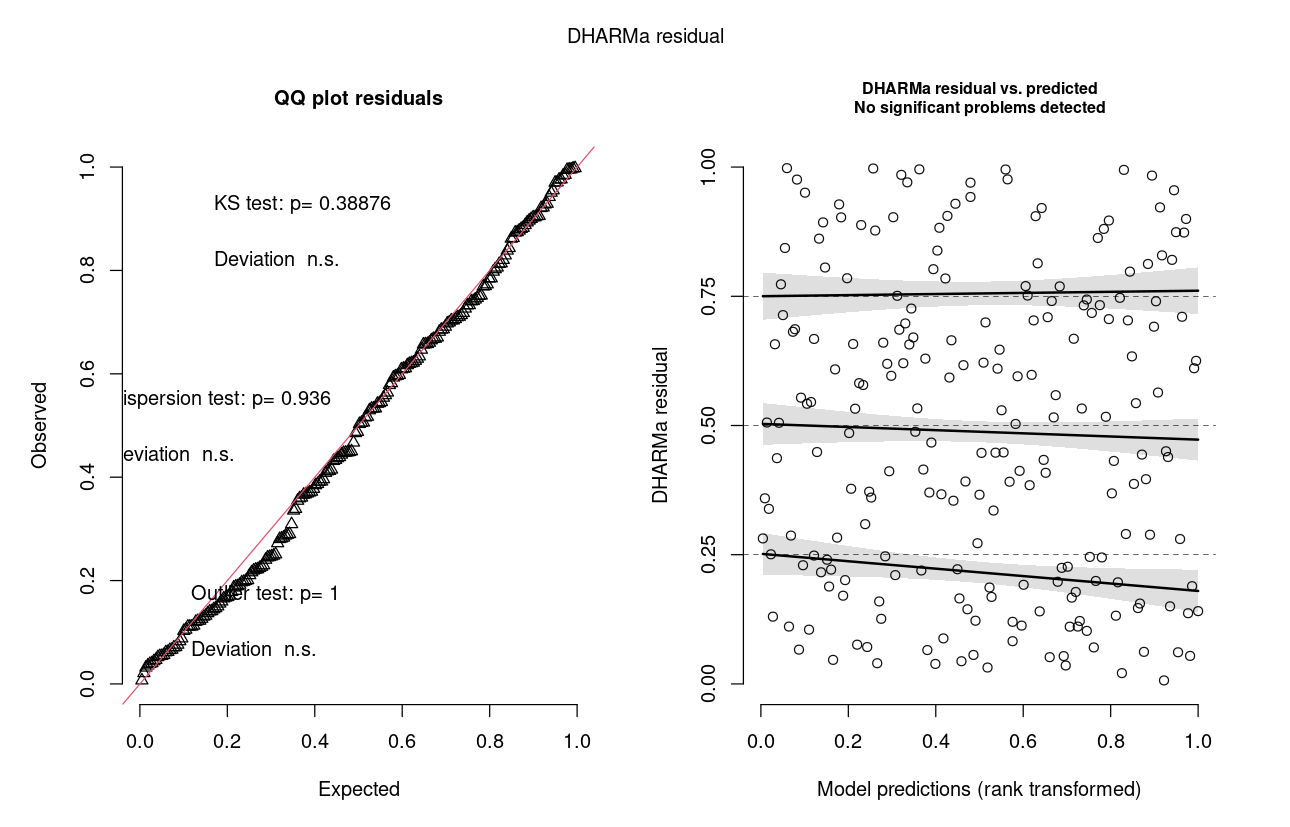 DHARMa residual
QQ plot residuals
KS test: p= 0.38876
Deviation  n.s.
ispersion test: p= 0.936
eviation  n.s.
Outlier test: p= 1
Deviation  n.s.
Observed
0.0
0.2
0.4
0.6
0.8
1.0
0.0
0.2
0.4
0.6
0.8
1.0
Expected
DHARMa residual vs. predicted
No significant problems detected
DHARMa residual
0.00
0.25
0.50
0.75
1.00
0.0
0.2
0.4
0.6
0.8
1.0
Model predictions (rank transformed)